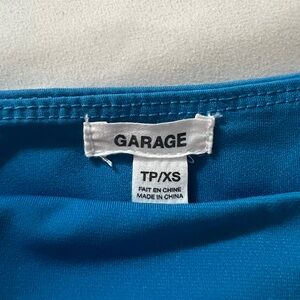 GARAGE
TP/XS
FAIT EN CHINE
MADE IN CHINA